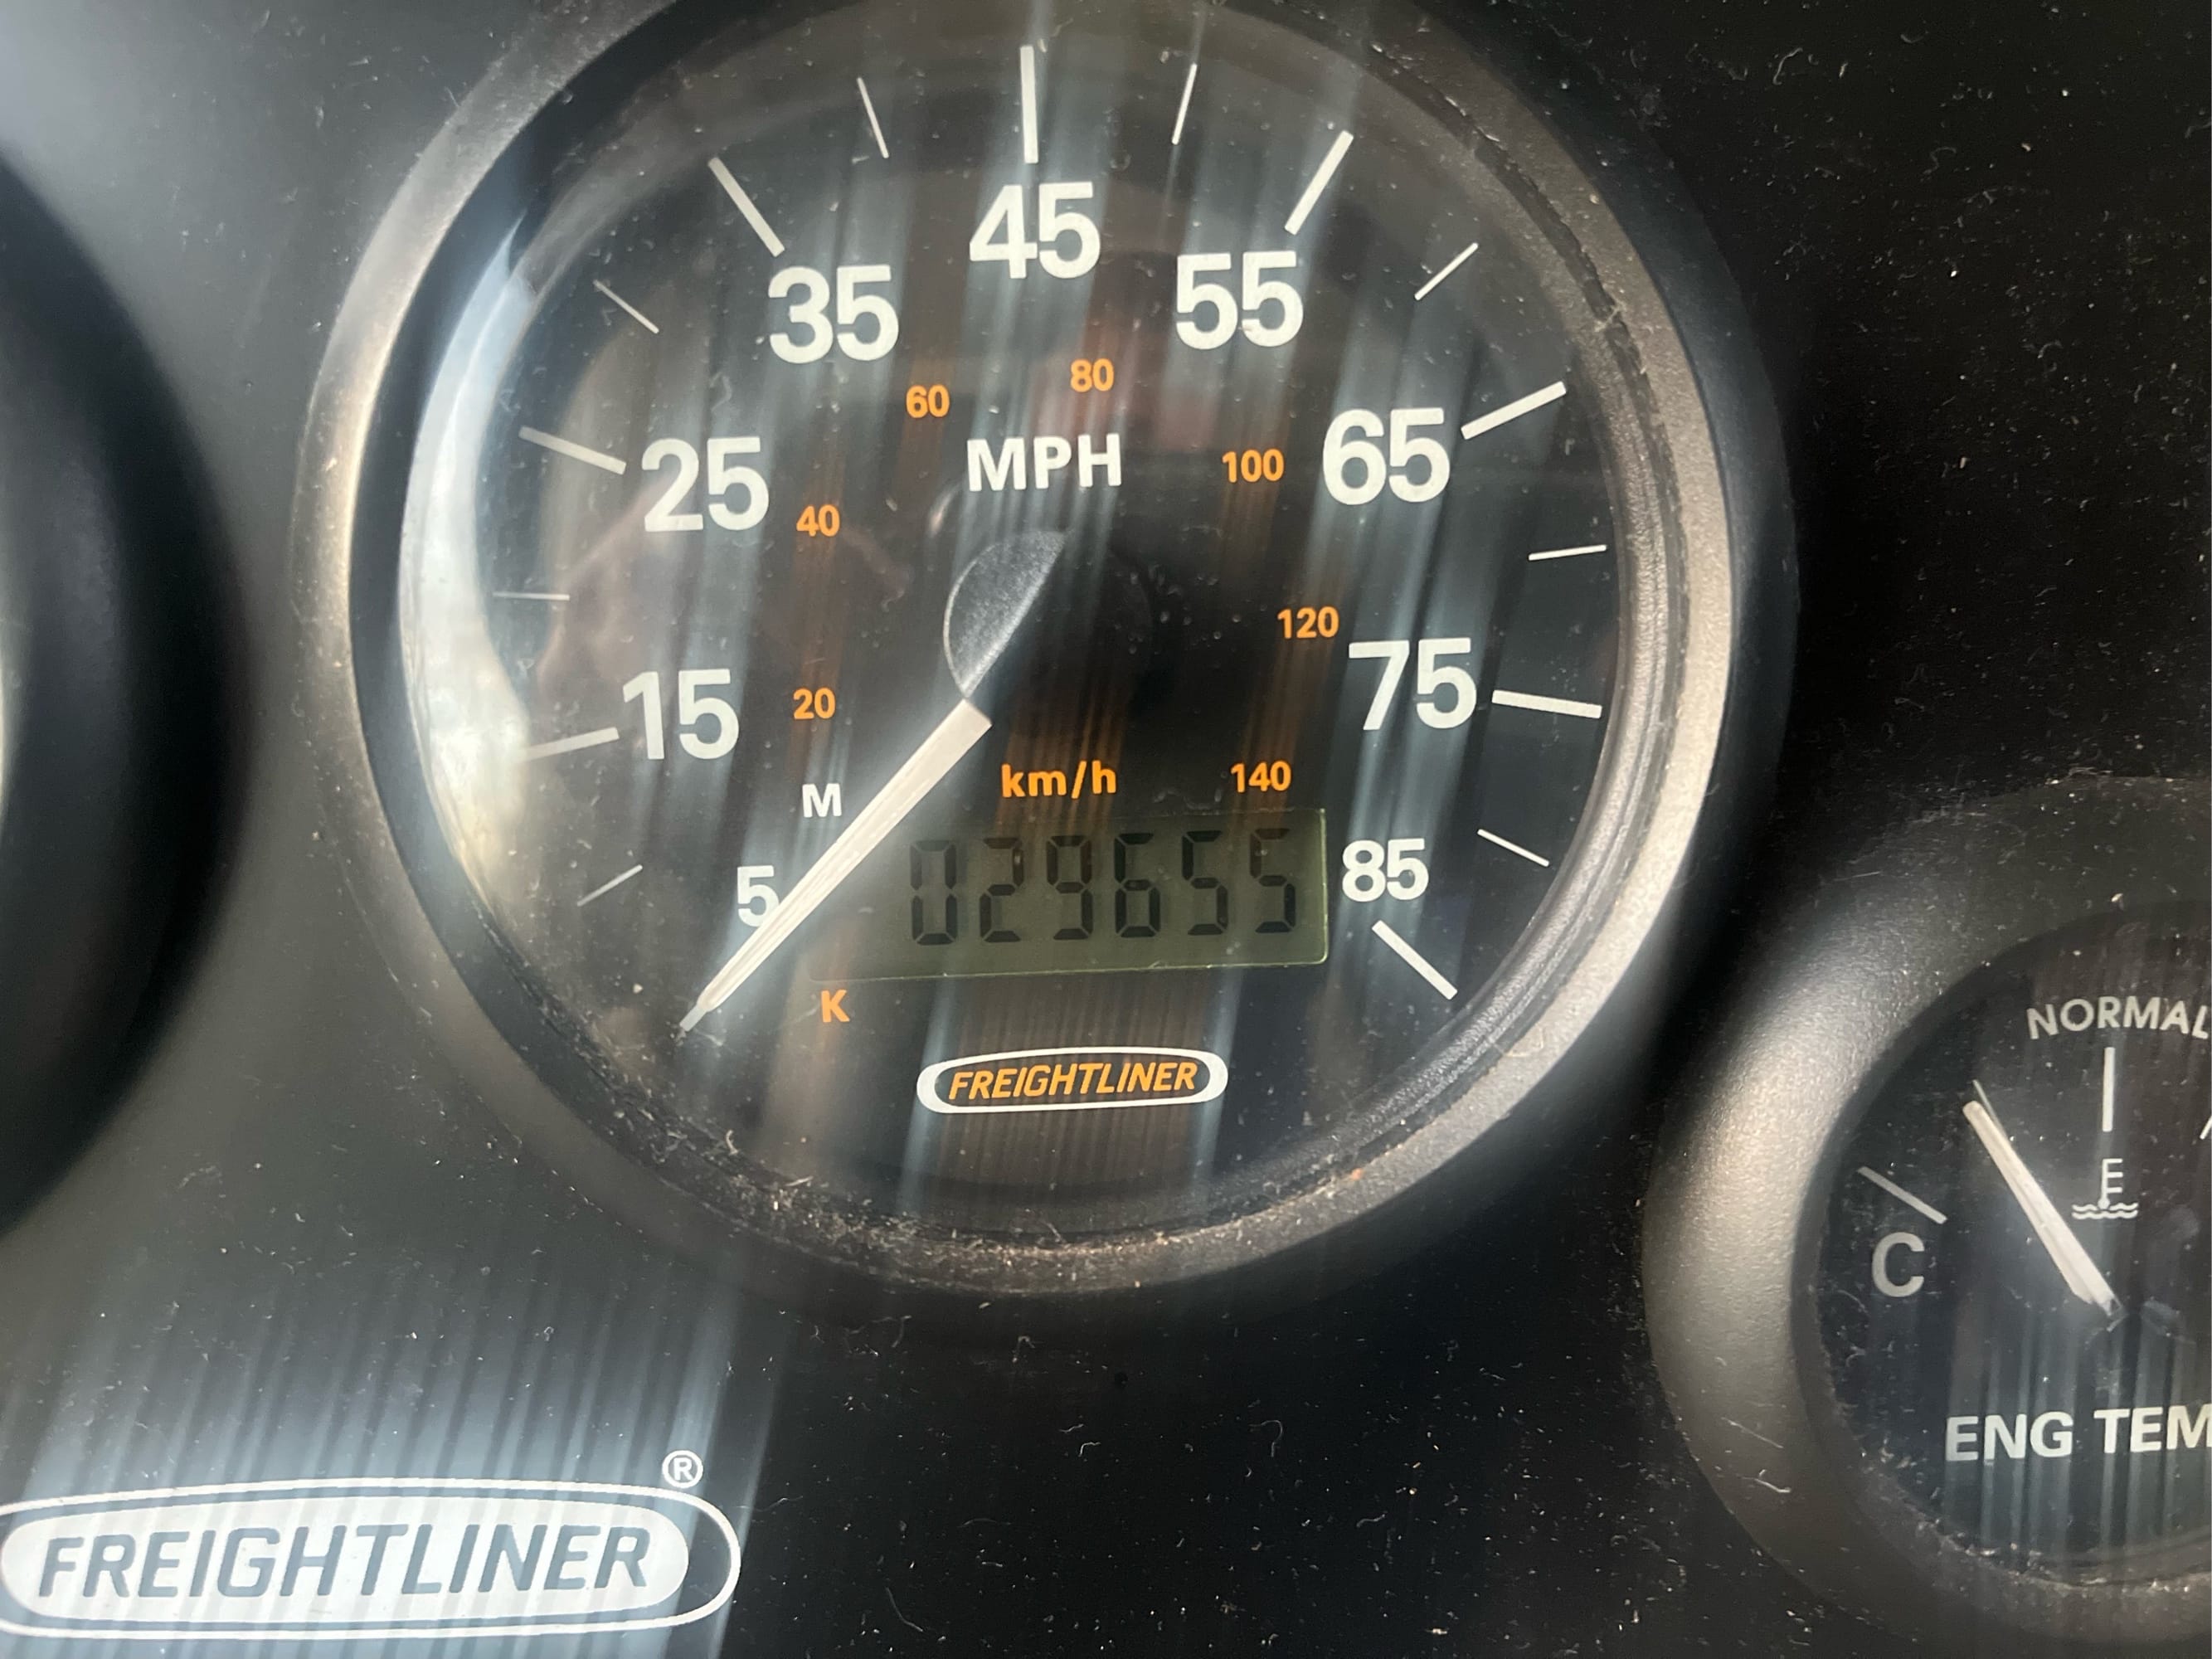 45
35 55
60 80
MPH
25 65
40 100
120
15 75
20
km/h 140
M
5 029655 85
K
FREIGHTLINER
NORMAL
C
ENG TEM
®
FREIGHTLINER